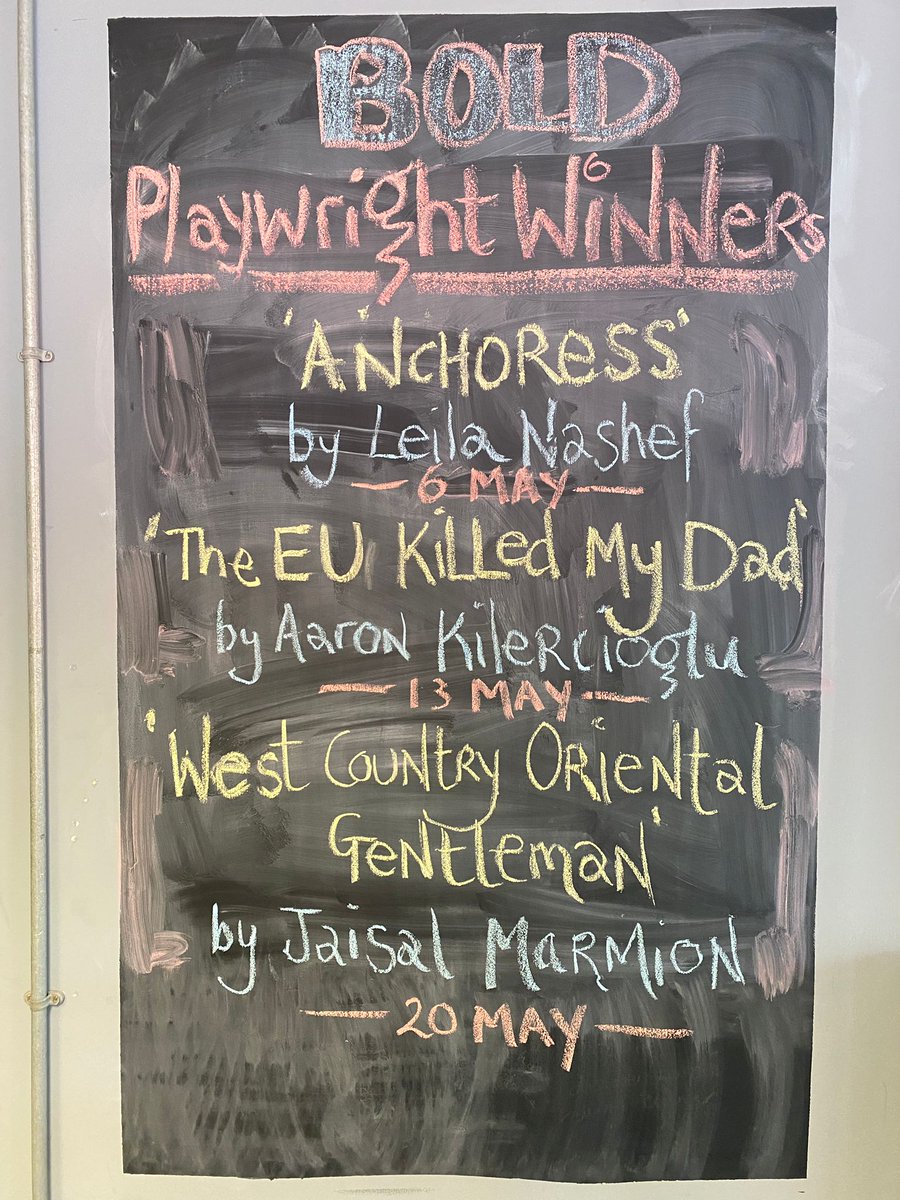 BOLD
Playwright WiNNeRs
'ANCHORESS'
by Leila Nashef
— 6 MAY —
'The EU KiLLed My Dad'
by Aaron Kilercioğlu
— 13 MAY —
'West Country Oriental
Gentleman'
by Jaisal Marmion
— 20 MAY —